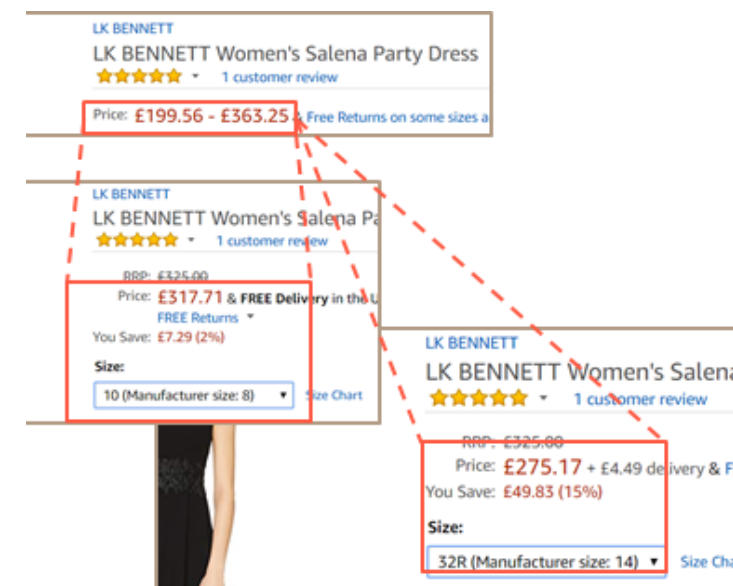 LK BENNETT
LK BENNETT Women's Salena Party Dress
1 customer review
Price: £199.56 - £363.25 & Free Returns on some sizes a
LK BENNETT
LK BENNETT Women's Salena Pa
1 customer review
RRP: £325.00
Price: £317.71 & FREE Delivery in the U
FREE Returns
You Save: £7.29 (2%)
Size:
10 (Manufacturer size: 8) Size Chart
LK BENNETT
LK BENNETT Women's Salena
1 customer review
RRP: £325.00
Price: £275.17 + £4.49 delivery & F
You Save: £49.83 (15%)
Size:
32R (Manufacturer size: 14) Size Cha